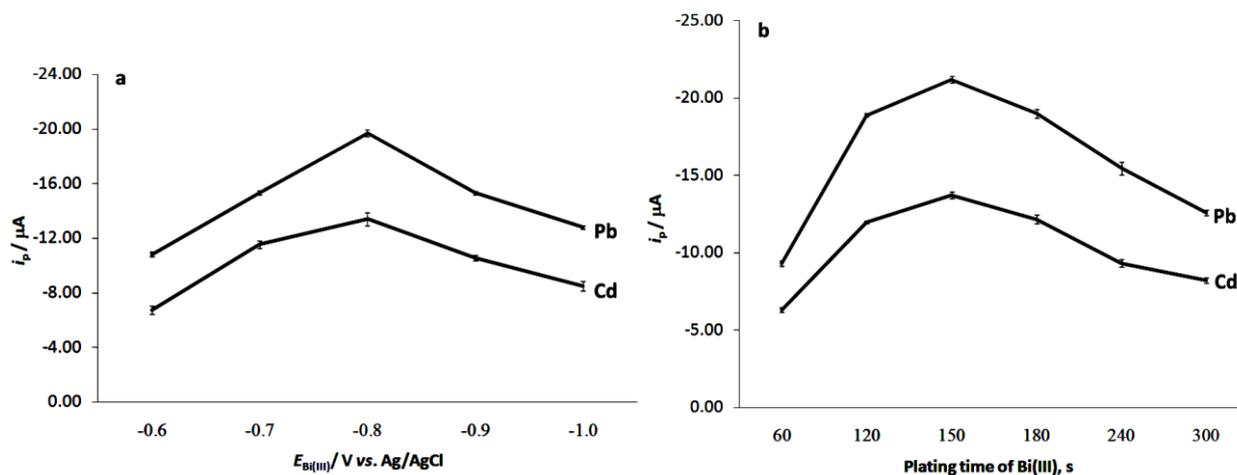 a
-24.00
-20.00
-16.00
-12.00
-8.00
-4.00
0.00
iₚ / µA
Pb
Cd
-0.6 -0.7 -0.8 -0.9 -1.0
E_Bi(III)/ V vs. Ag/AgCl
b
-25.00
-20.00
-15.00
-10.00
-5.00
0.00
iₚ / µA
Pb
Cd
60 120 150 180 240 300
Plating time of Bi(III), s